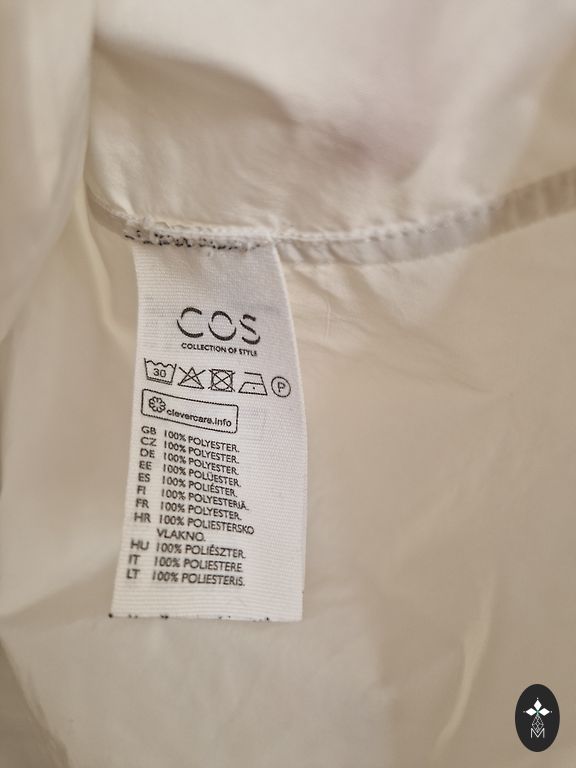 COS
COLLECTION OF STYLE
30 P
clevercare.info
GB 100% POLYESTER.
CZ 100% POLYESTER.
DE 100% POLYESTER.
EE 100% POLÜESTER.
ES 100% POLIÉSTER.
FI 100% POLYESTERIÄ.
FR 100% POLYESTER.
HR 100% POLIESTERSKO
VLAKNO.
HU 100% POLIÉSZTER.
IT 100% POLIESTERE.
LT 100% POLIESTERIS.
M